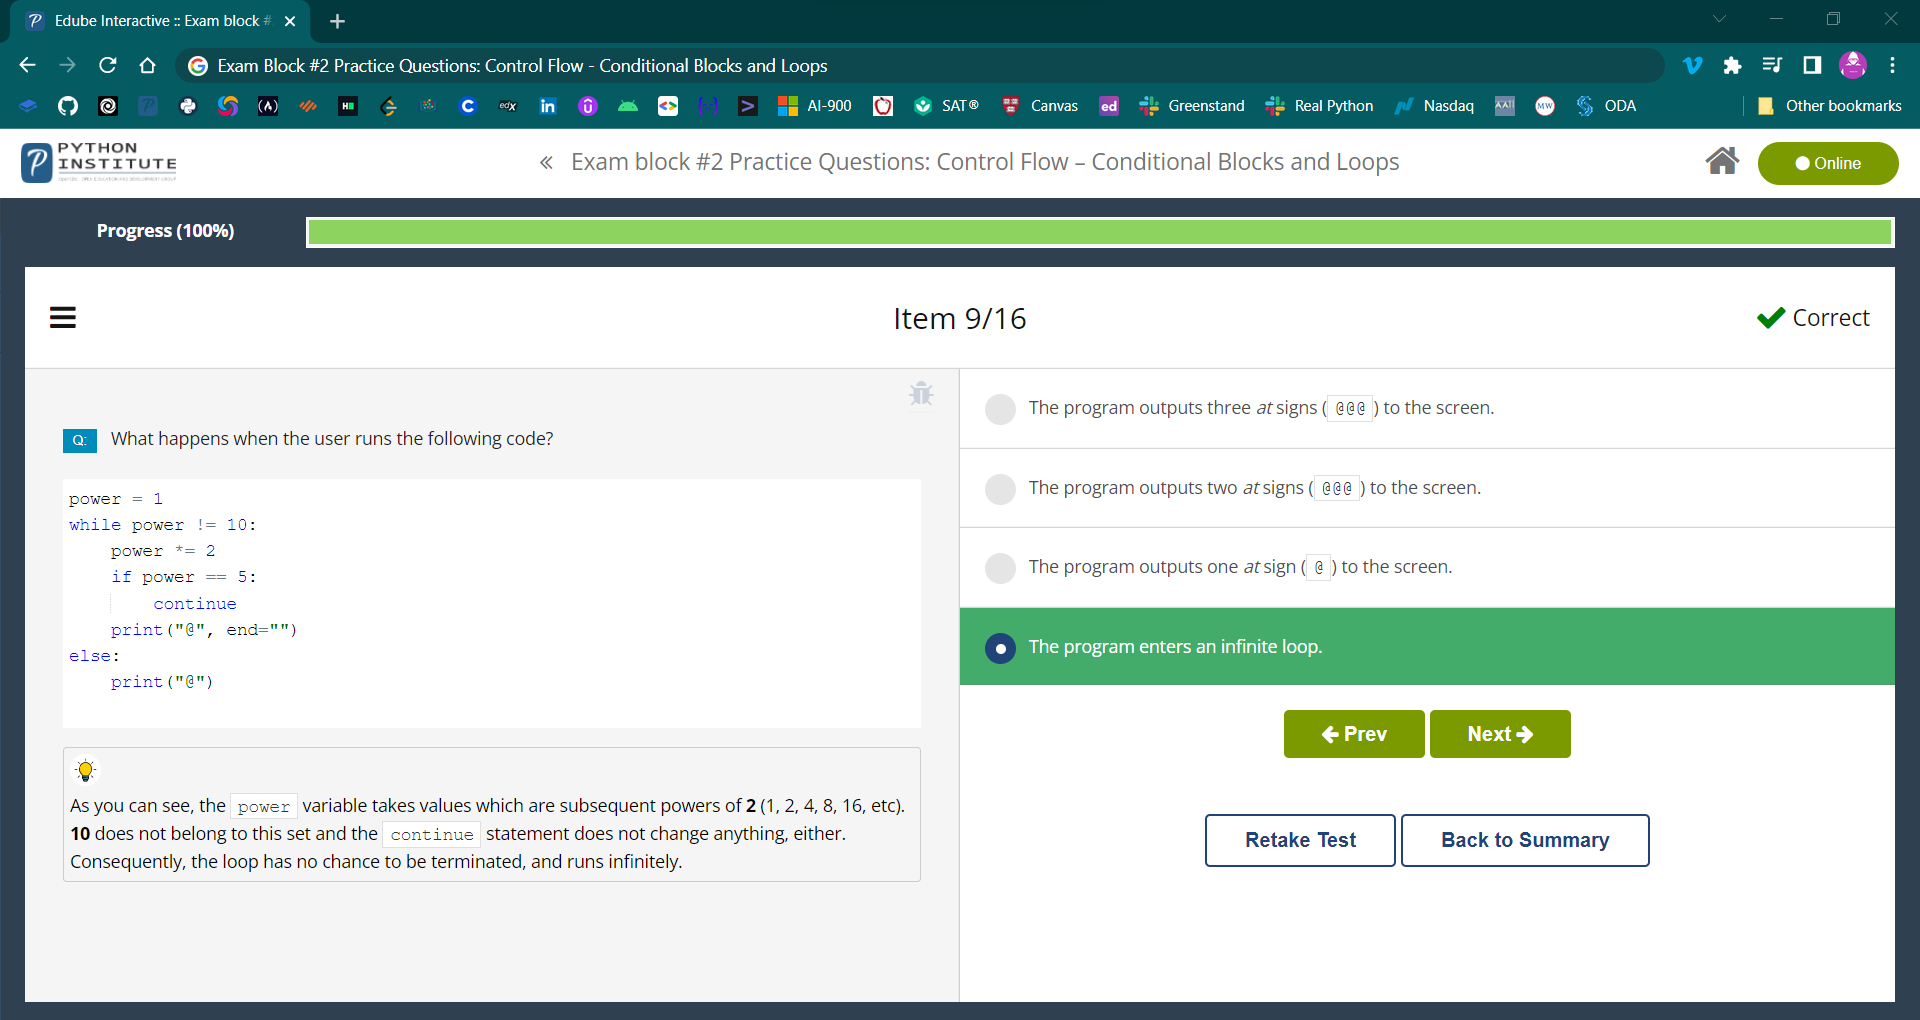 Edube Interactive :: Exam block #
Exam Block #2 Practice Questions: Control Flow - Conditional Blocks and Loops
AI-900
SAT®
Canvas
ed
Greenstand
Real Python
Nasdaq
ODA
Other bookmarks
PYTHON
INSTITUTE
« Exam block #2 Practice Questions: Control Flow – Conditional Blocks and Loops
Online
Progress (100%)
Item 9/16
Correct
Q: What happens when the user runs the following code?
power = 1
while power != 10:
    power *= 2
    if power == 5:
        continue
    print("@", end="")
else:
    print("@")
As you can see, the power variable takes values which are subsequent powers of 2 (1, 2, 4, 8, 16, etc).
10 does not belong to this set and the continue statement does not change anything, either.
Consequently, the loop has no chance to be terminated, and runs infinitely.
The program outputs three at signs ( @@@ ) to the screen.
The program outputs two at signs ( @@@ ) to the screen.
The program outputs one at sign ( @ ) to the screen.
The program enters an infinite loop.
Prev
Next
Retake Test
Back to Summary